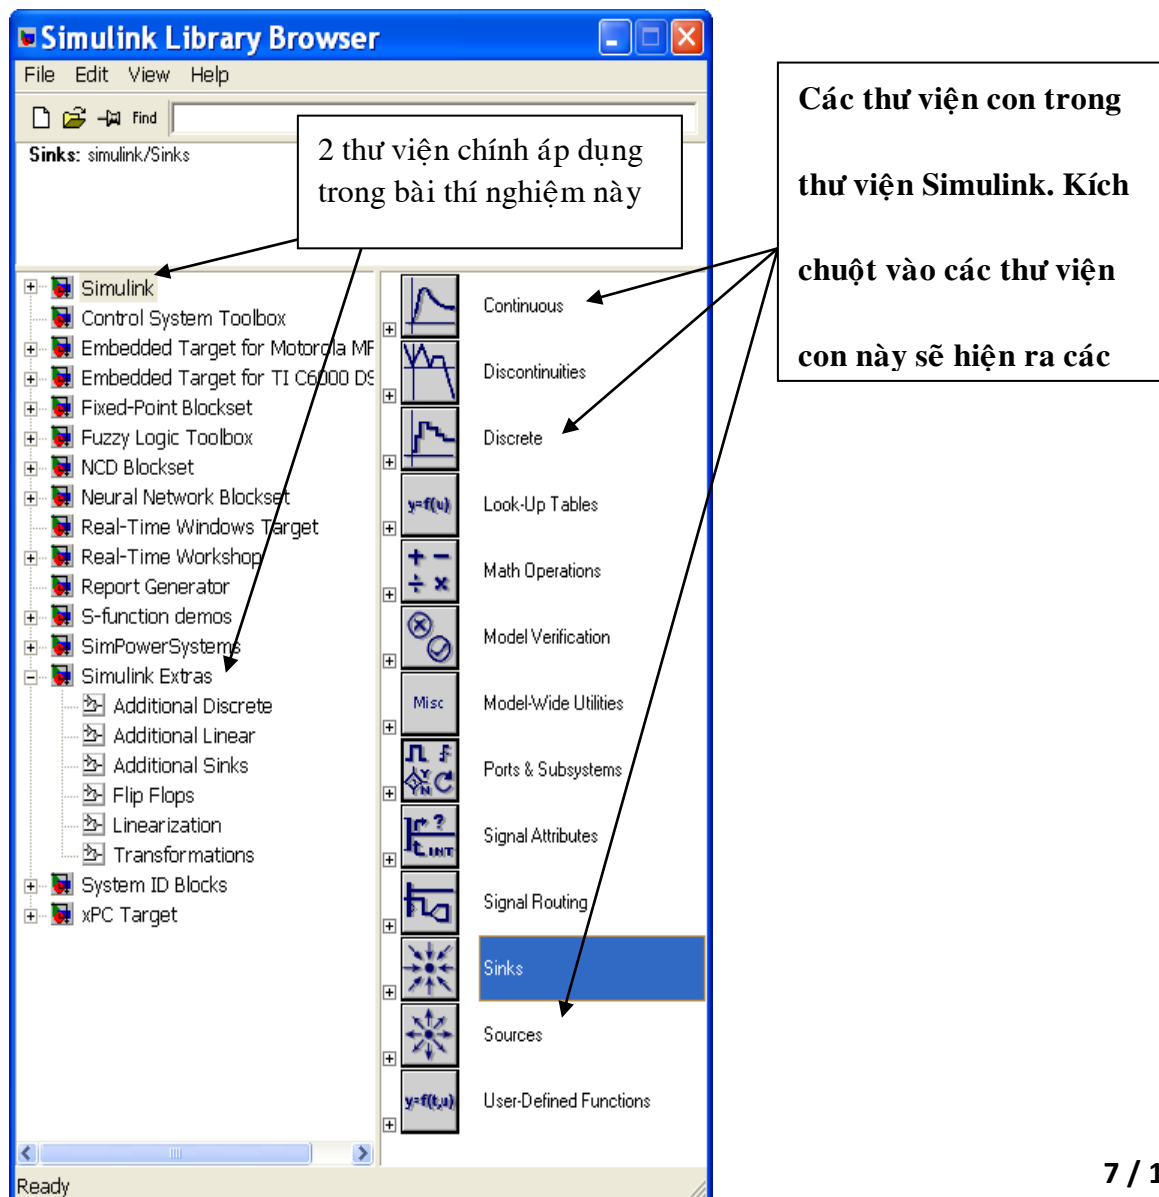 Simulink Library Browser
File Edit View Help
Find
Sinks: simulink/Sinks
2 thư viện chính áp dụng
trong bài thí nghiệm này
Các thư viện con trong
thư viện Simulink. Kích
chuột vào các thư viện
con này sẽ hiện ra các
Simulink
Control System Toolbox
Embedded Target for Motorola MF
Embedded Target for TI C6000 DS
Fixed-Point Blockset
Fuzzy Logic Toolbox
NCD Blockset
Neural Network Blockset
Real-Time Windows Target
Real-Time Workshop
Report Generator
S-function demos
SimPowerSystems
Simulink Extras
Additional Discrete
Additional Linear
Additional Sinks
Flip Flops
Linearization
Transformations
System ID Blocks
xPC Target
Continuous
Discontinuities
Discrete
y=f(u) Look-Up Tables
Math Operations
Model Verification
Misc Model-Wide Utilities
Ports & Subsystems
Signal Attributes
Signal Routing
Sinks
Sources
y=f(t,u) User-Defined Functions
Ready
7 / 1